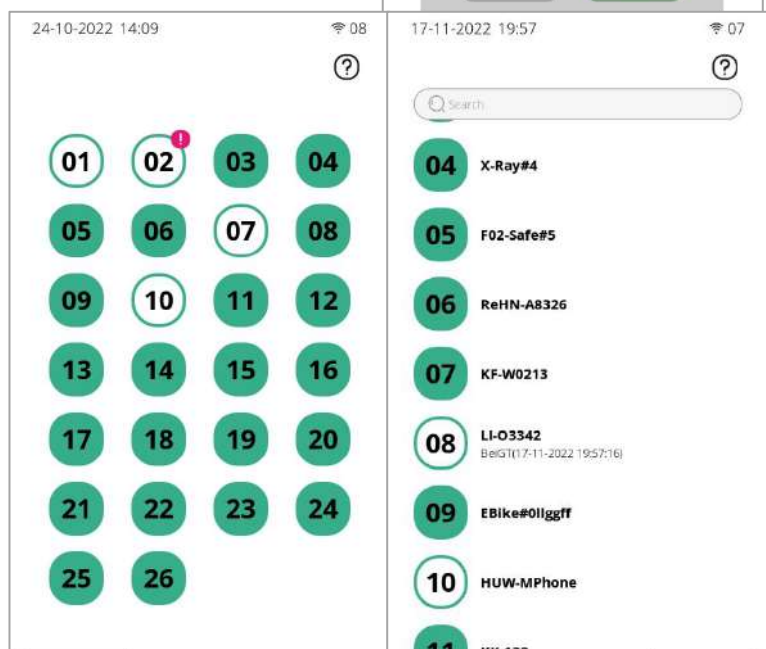 24-10-2022 14:09 08
?
01 02 ! 03 04
05 06 07 08
09 10 11 12
13 14 15 16
17 18 19 20
21 22 23 24
25 26
17-11-2022 19:57 07
?
Search
04 X-Ray#4
05 F02-Safe#5
06 ReHN-A8326
07 KF-W0213
08 LI-O3342
BeiGT(17-11-2022 19:57:16)
09 EBike#0llggff
10 HUW-MPhone
11